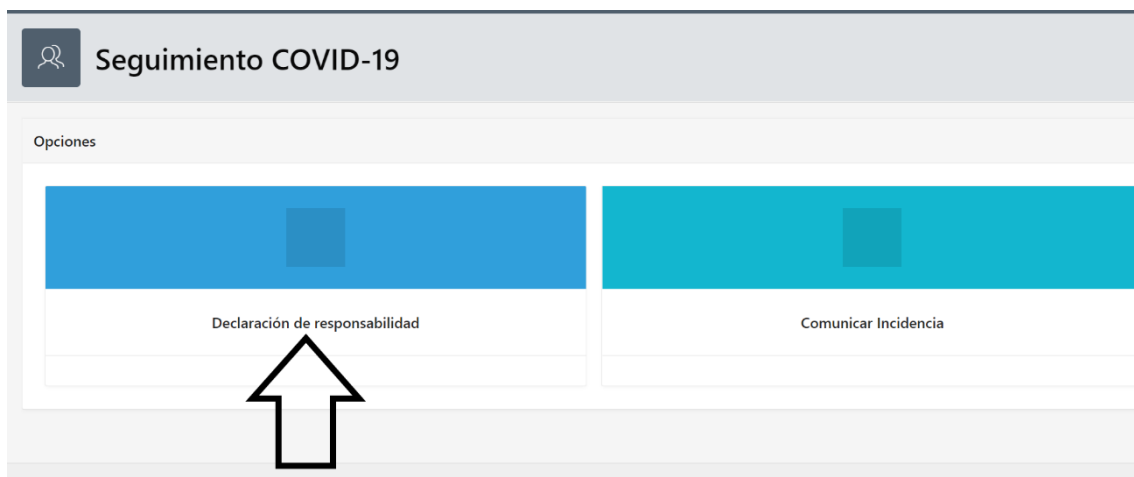 Seguimiento COVID-19
Opciones
Declaración de responsabilidad
Comunicar Incidencia